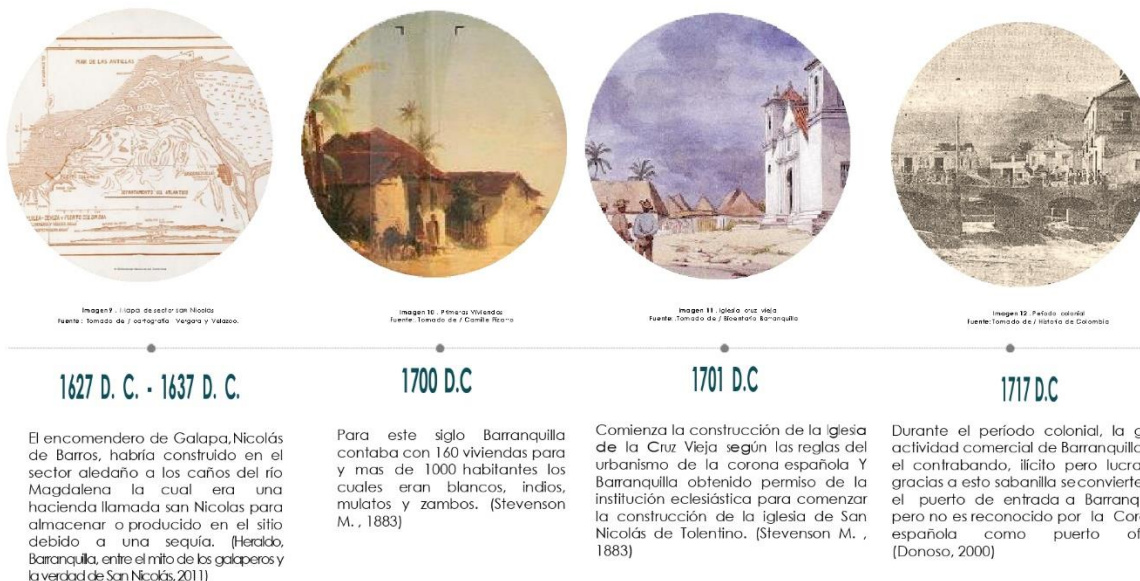 MAR DE LAS ANTILLAS
DEPARTAMENTO DEL ATLANTICO
Imagen 9 . Mapa de sector san Nicolás
Fuente: Tomado de / cartografía Vergara y Velazco.
Imagen 10 . Primeras Viviendas
Fuente: Tomado de / Camille Pizarro
Imagen 11 . Iglesia cruz vieja
Fuente: .Tomado de / Bicentario Barranquilla
Imagen 12 . Período colonial
Fuente: Tomado de / Historia de Colombia
1627 D. C. - 1637 D. C.
El encomendero de Galapa,Nicolás
de Barros, habría construido en el
sector aledaño a los caños del río
Magdalena la cual era una
hacienda llamada san Nicolas para
almacenar o producido en el sitio
debido a una sequía. (Heraldo,
Barranquilla, entre el mito de los galaperos y
la verdad de San Nicolás, 2011)
1700 D.C
Para este siglo Barranquilla
contaba con 160 viviendas para
y mas de 1000 habitantes los
cuales eran blancos, indios,
mulatos y zambos. (Stevenson
M. , 1883)
1701 D.C
Comienza la construcción de la Iglesia
de la Cruz Vieja según las reglas del
urbanismo de la corona española Y
Barranquilla obtenido permiso de la
institución eclesiástica para comenzar
la construcción de la iglesia de San
Nicolás de Tolentino. (Stevenson M. ,
1883)
1717 D.C
Durante el período colonial, la g
actividad comercial de Barranquilla
el contrabando, ilícito pero lucra
gracias a esto sabanilla se convierte
el puerto de entrada a Barranq
pero no es reconocido por la Cor
española como puerto of
(Donoso, 2000)